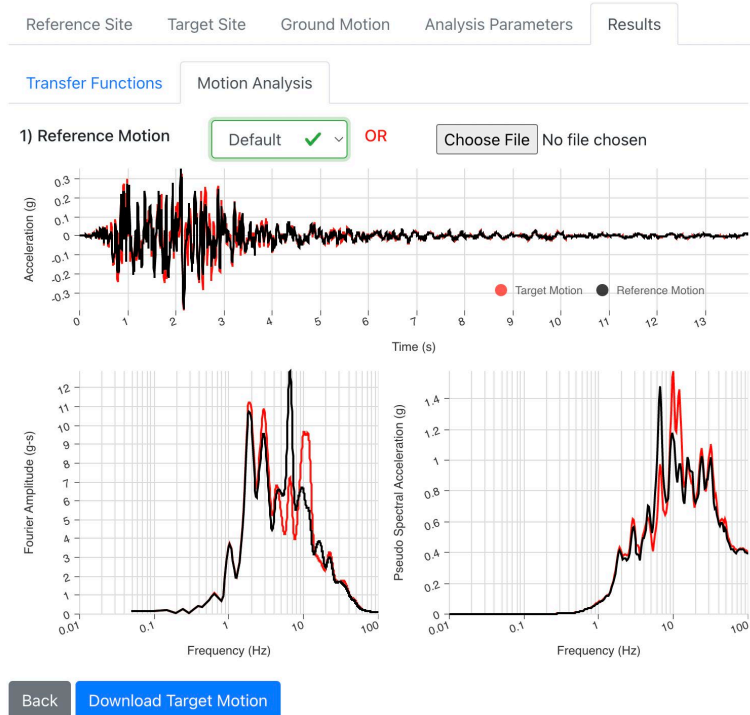 Reference Site Target Site Ground Motion Analysis Parameters Results
Transfer Functions Motion Analysis
1) Reference Motion Default OR Choose File No file chosen
Acceleration (g)
0.3
0.2
0.1
0
-0.1
-0.2
-0.3
Target Motion Reference Motion
0 1 2 3 4 5 6 7 8 9 10 11 12 13
Time (s)
Fourier Amplitude (g-s)
12
11
10
9
8
7
6
5
4
3
2
1
0
0.01 0.1 1 10 100
Frequency (Hz)
Pseudo Spectral Acceleration (g)
1.4
1.2
1
0.8
0.6
0.4
0.2
0
0.01 0.1 1 10 100
Frequency (Hz)
Back Download Target Motion